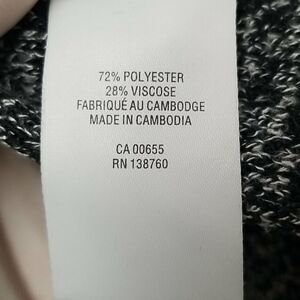 72% POLYESTER
28% VISCOSE
FABRIQUÉ AU CAMBODGE
MADE IN CAMBODIA
CA 00655
RN 138760